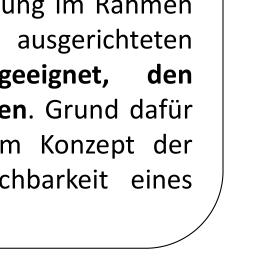 ung im Rahmen
ausgerichteten
geeignet, den
en. Grund dafür
m Konzept der
chbarkeit eines